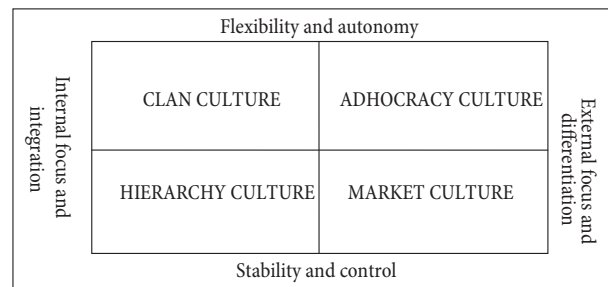 Flexibility and autonomy
Internal focus and
integration
CLAN CULTURE
ADHOCRACY CULTURE
HIERARCHY CULTURE
MARKET CULTURE
External focus and
differentiation
Stability and control